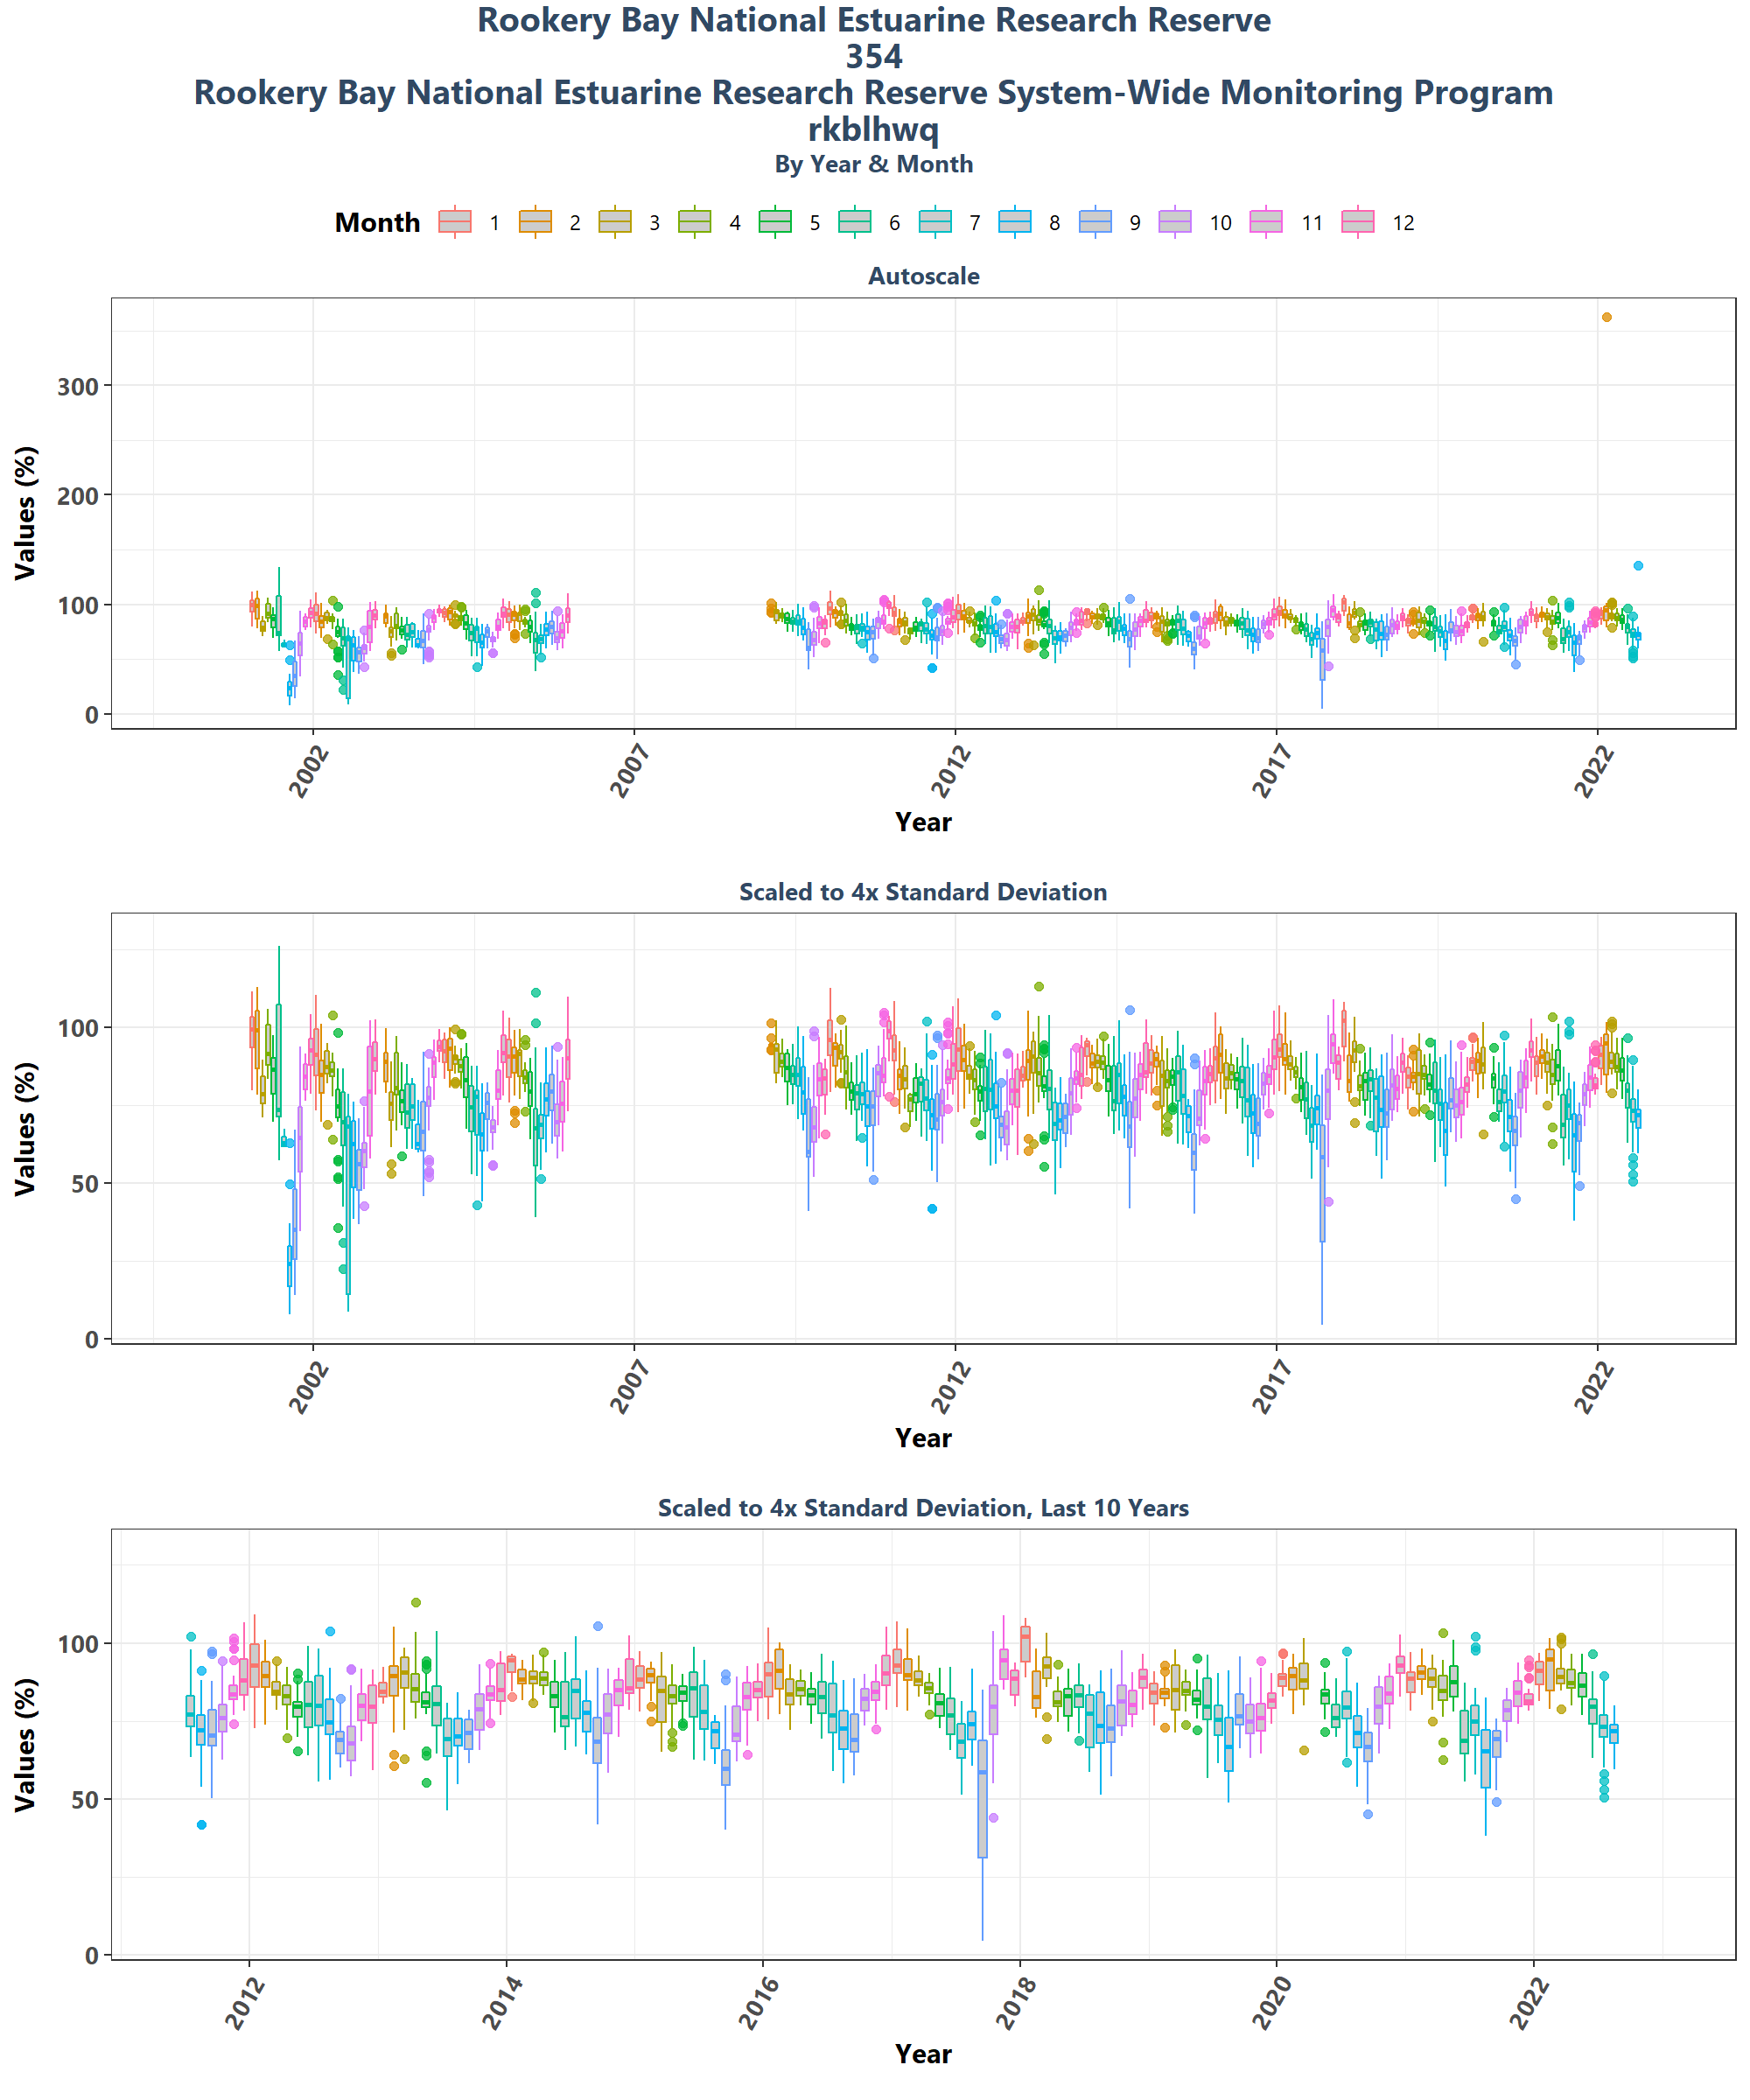 Rookery Bay National Estuarine Research Reserve
354
Rookery Bay National Estuarine Research Reserve System-Wide Monitoring Program
rkblhwq
By Year & Month
Month 1 2 3 4 5 6 7 8 9 10 11 12
Autoscale
Values (%)
300
200
100
0
2002 2007 2012 2017 2022
Year
Scaled to 4x Standard Deviation
Values (%)
100
50
0
2002 2007 2012 2017 2022
Year
Scaled to 4x Standard Deviation, Last 10 Years
Values (%)
100
50
0
2012 2014 2016 2018 2020 2022
Year